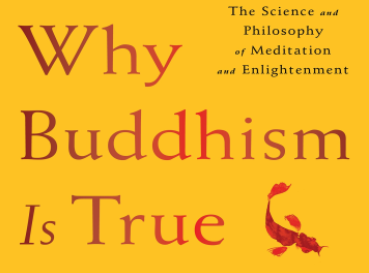 Why
The Science and
Philosophy
of Meditation
and Enlightenment
Buddhism
Is True